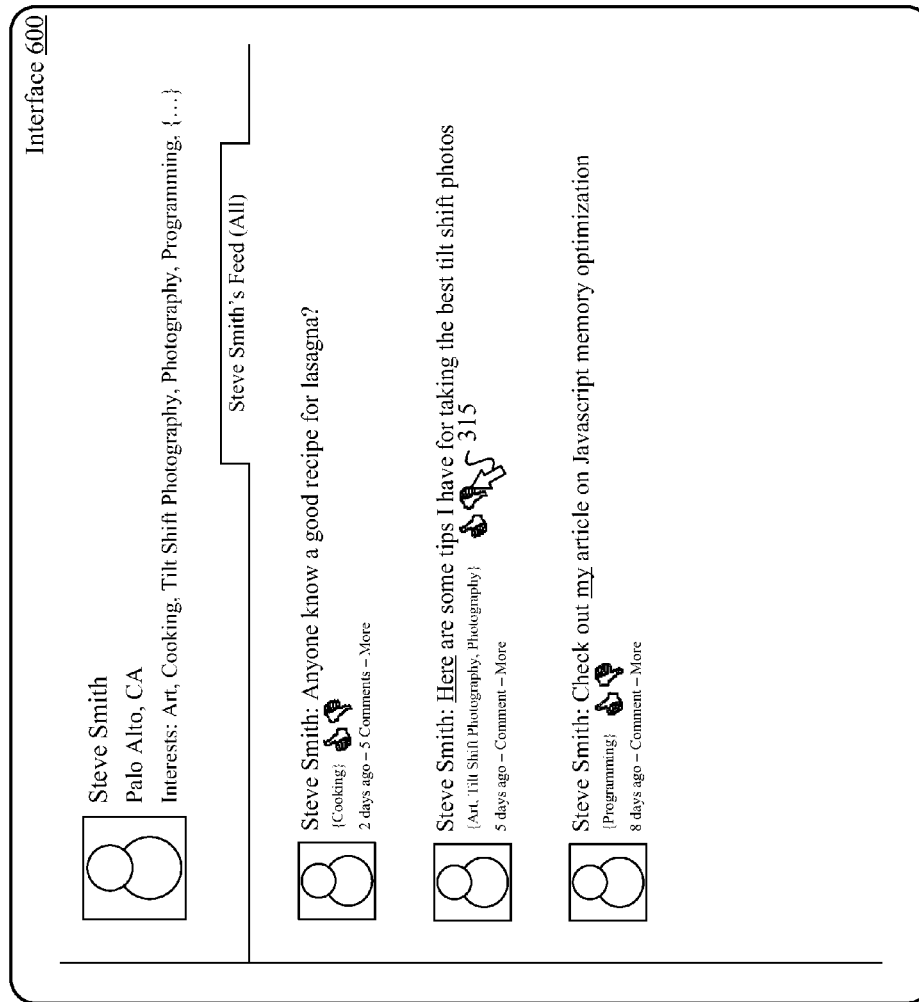 Interface 600
Steve Smith
Palo Alto, CA
Interests: Art, Cooking, Tilt Shift Photography, Photography, Programming, {…}
Steve Smith's Feed (All)
Steve Smith: Anyone know a good recipe for lasagna?
{Cooking}
2 days ago – 5 Comments – More
Steve Smith: Here are some tips I have for taking the best tilt shift photos
{Art, Tilt Shift Photography, Photography}
315
5 days ago – Comment – More
Steve Smith: Check out my article on Javascript memory optimization
{Programming}
8 days ago – Comment – More